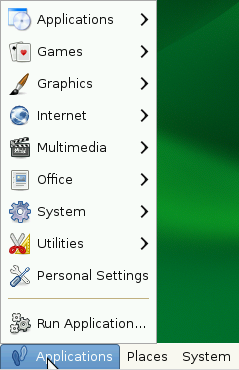 Applications
Games
Graphics
Internet
Multimedia
Office
System
Utilities
Personal Settings
Run Application...
Applications Places System